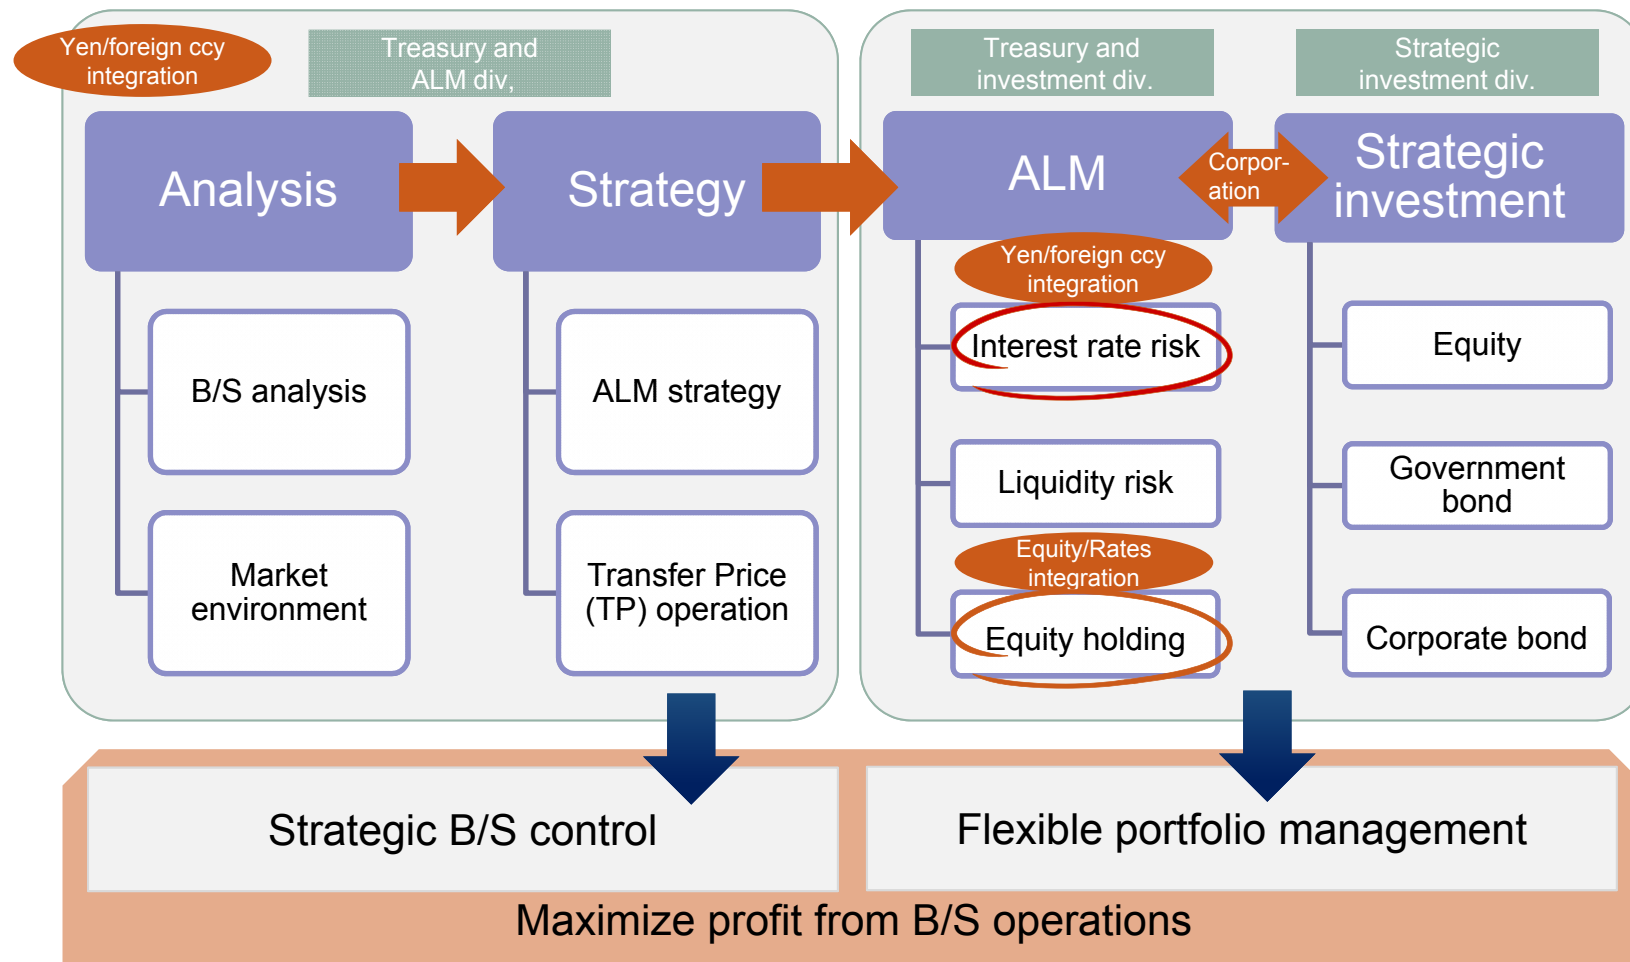 Yen/foreign ccy
integration
Treasury and
ALM div,
Treasury and
investment div.
Strategic
investment div.
Analysis
Strategy
ALM
Corpor-
ation
Strategic
investment
Yen/foreign ccy
integration
B/S analysis
ALM strategy
Interest rate risk
Equity
Liquidity risk
Government
bond
Market
environment
Transfer Price
(TP) operation
Equity/Rates
integration
Equity holding
Corporate bond
Strategic B/S control
Flexible portfolio management
Maximize profit from B/S operations